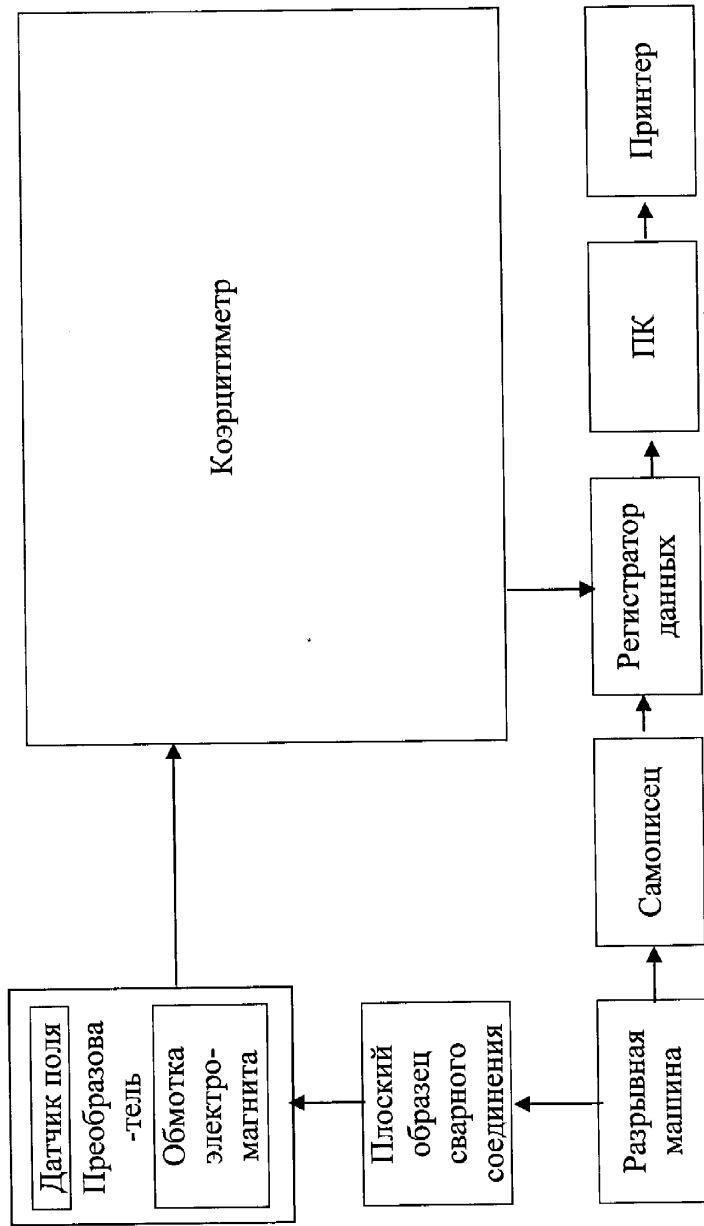 Датчик поля
Преобразова
-тель
Обмотка
электро-
магнита
Коэрцитиметр
Плоский
образец
сварного
соединения
Разрывная
машина
Самописец
Регистратор
данных
ПК
Принтер